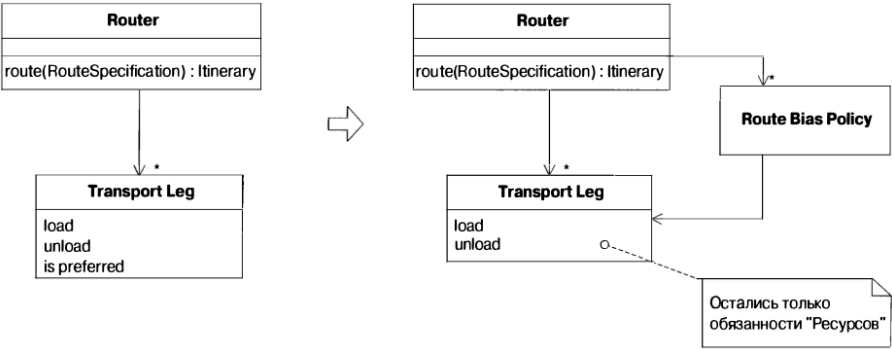 Router
route(RouteSpecification) : Itinerary
*
Transport Leg
load
unload
is preferred
Router
route(RouteSpecification) : Itinerary
*
Route Bias Policy
*
Transport Leg
load
unload
Остались только
обязанности "Ресурсов"